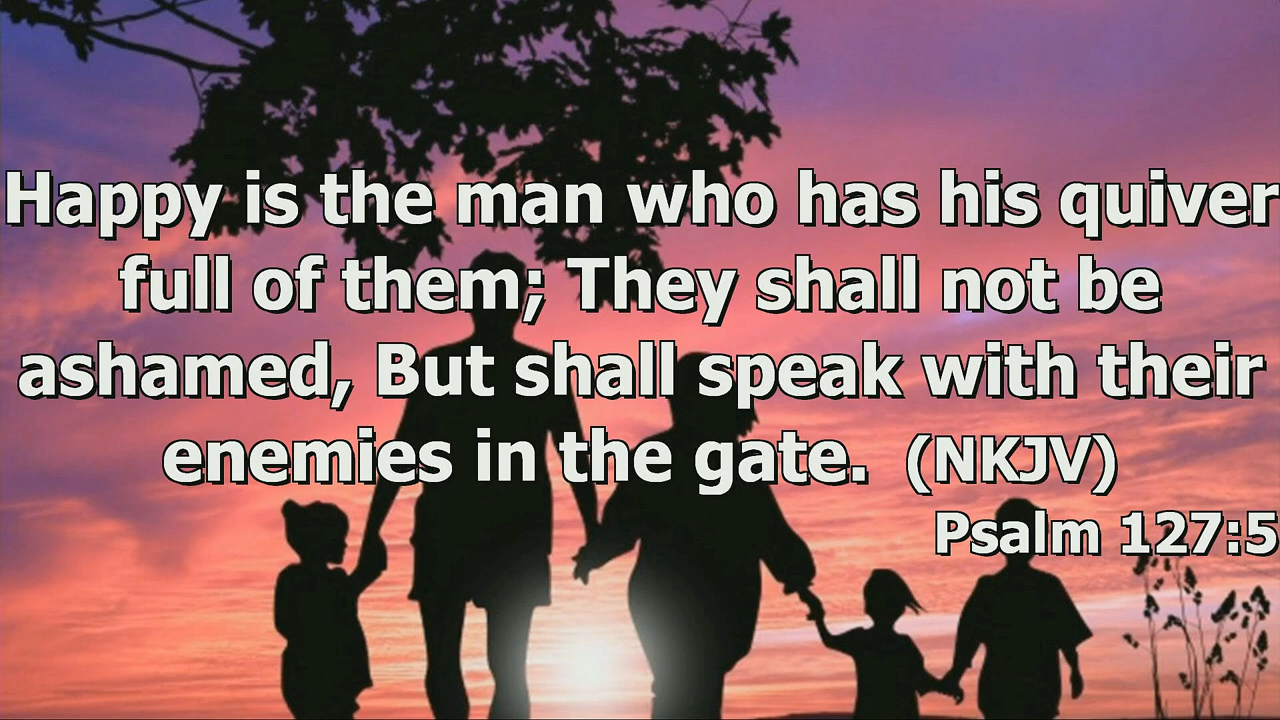 Happy is the man who has his quiver
full of them; They shall not be
ashamed, But shall speak with their
enemies in the gate. (NKJV)
Psalm 127:5